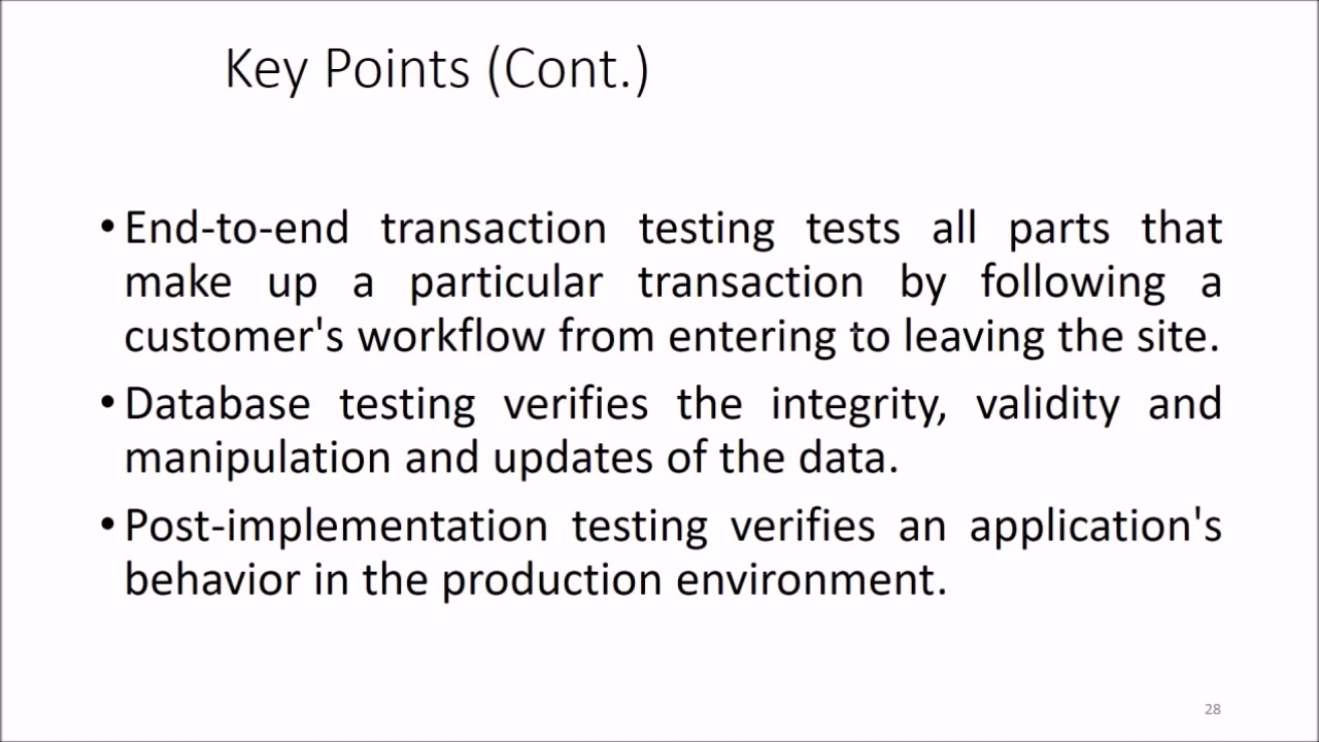 Key Points (Cont.)
•End-to-end transaction testing tests all parts that
make up a particular transaction by following a
customer's workflow from entering to leaving the site.
•Database testing verifies the integrity, validity and
manipulation and updates of the data.
•Post-implementation testing verifies an application's
behavior in the production environment.
28